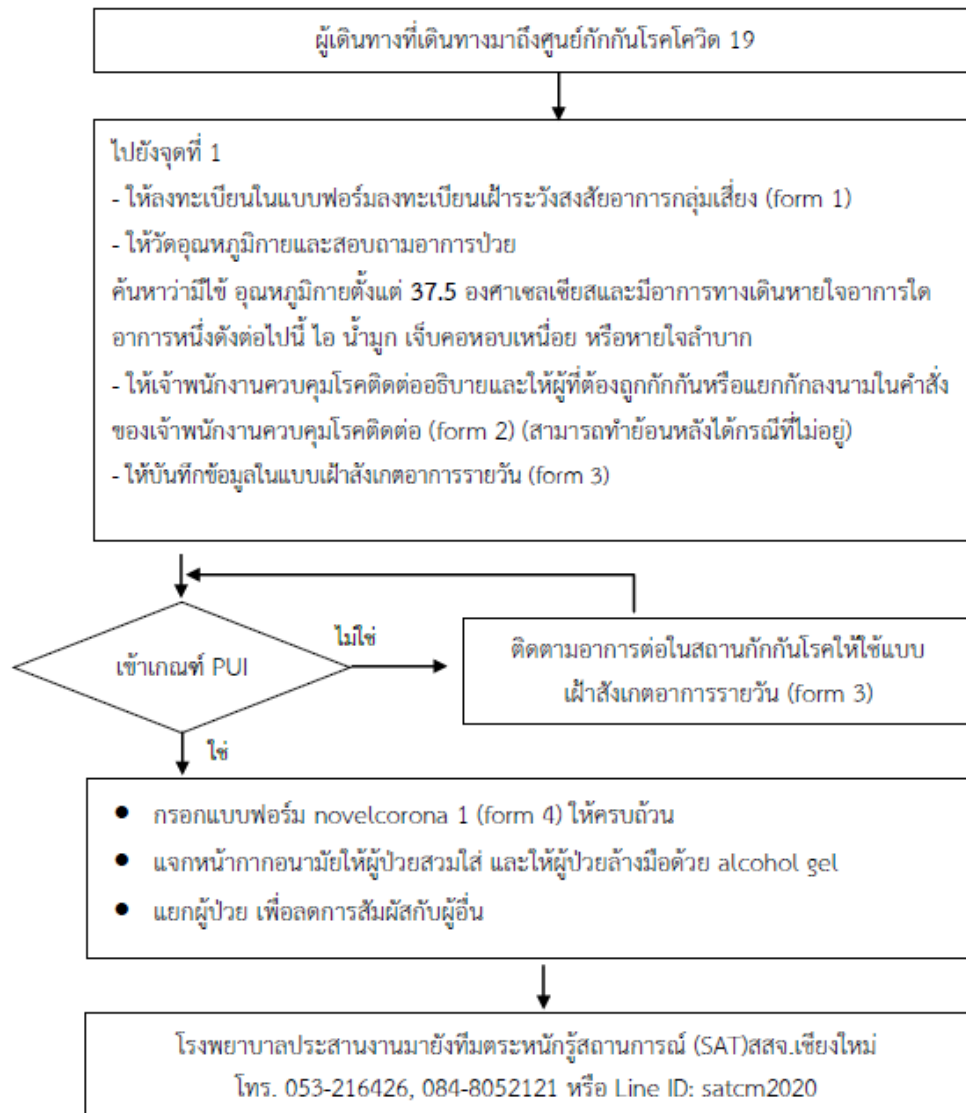 ผู้เดินทางที่เดินทางมาถึงศูนย์กักกันโรคโควิด 19
ไปยังจุดที่ 1
- ให้ลงทะเบียนในแบบฟอร์มลงทะเบียนเฝ้าระวังสงสัยอาการกลุ่มเสี่ยง (form 1)
- ให้วัดอุณหภูมิกายและสอบถามอาการป่วย
ค้นหาว่ามีไข้ อุณหภูมิกายตั้งแต่ 37.5 องศาเซลเซียสและมีอาการทางเดินหายใจอาการใด
อาการหนึ่งดังต่อไปนี้ ไอ น้ำมูก เจ็บคอหอบเหนื่อย หรือหายใจลำบาก
- ให้เจ้าพนักงานควบคุมโรคติดต่ออธิบายและให้ผู้ที่ต้องถูกกักกันหรือแยกกักลงนามในคำสั่ง
ของเจ้าพนักงานควบคุมโรคติดต่อ (form 2) (สามารถทำย้อนหลังได้กรณีที่ไม่อยู่)
- ให้บันทึกข้อมูลในแบบเฝ้าสังเกตอาการรายวัน (form 3)
เข้าเกณฑ์ PUI
ไม่ใช่
ติดตามอาการต่อในสถานกักกันโรคให้ใช้แบบ
เฝ้าสังเกตอาการรายวัน (form 3)
ใช่
● กรอกแบบฟอร์ม novelcorona 1 (form 4) ให้ครบถ้วน
● แจกหน้ากากอนามัยให้ผู้ป่วยสวมใส่ และให้ผู้ป่วยล้างมือด้วย alcohol gel
● แยกผู้ป่วย เพื่อลดการสัมผัสกับผู้อื่น
โรงพยาบาลประสานงานมายังทีมตระหนักรู้สถานการณ์ (SAT)สสจ.เชียงใหม่
โทร. 053-216426, 084-8052121 หรือ Line ID: satcm2020